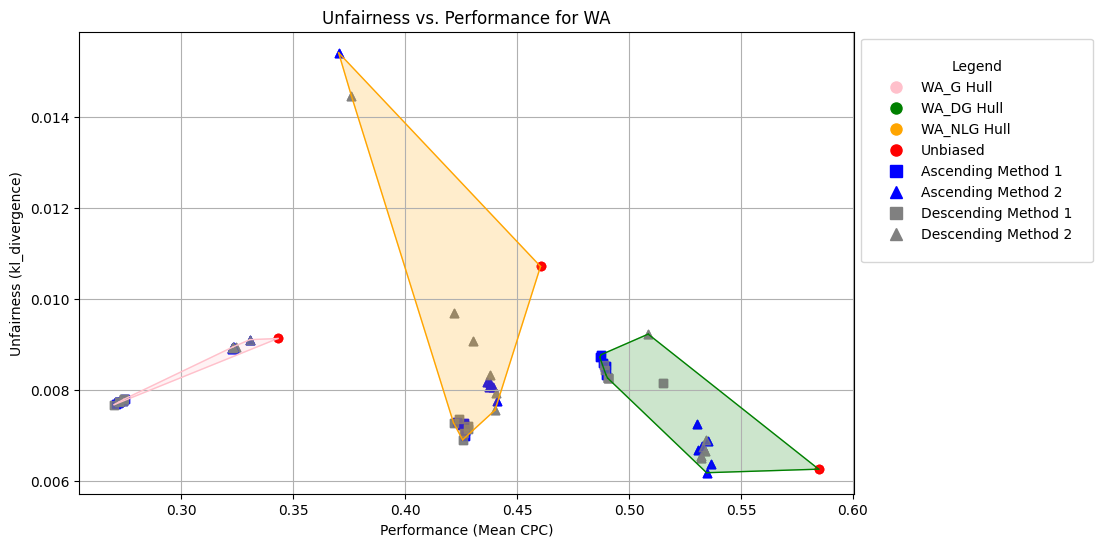 Unfairness vs. Performance for WA
Unfairness (kl_divergence)
0.014
0.012
0.010
0.008
0.006
0.30 0.35 0.40 0.45 0.50 0.55 0.60
Performance (Mean CPC)
Legend
WA_G Hull
WA_DG Hull
WA_NLG Hull
Unbiased
Ascending Method 1
Ascending Method 2
Descending Method 1
Descending Method 2